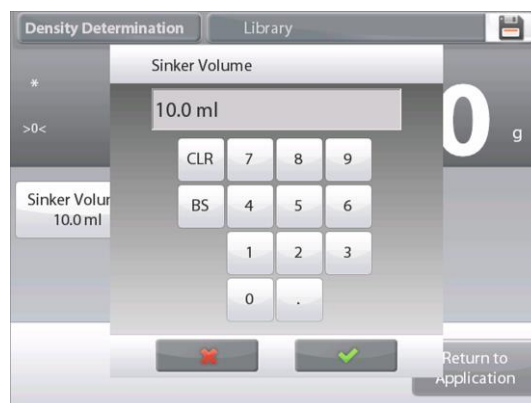 Density Determination
Library
Sinker Volume
10.0 ml
*
>0<
0
g
CLR 7 8 9
BS 4 5 6
1 2 3
0 .
Sinker Volur
10.0 ml
Return to
Application